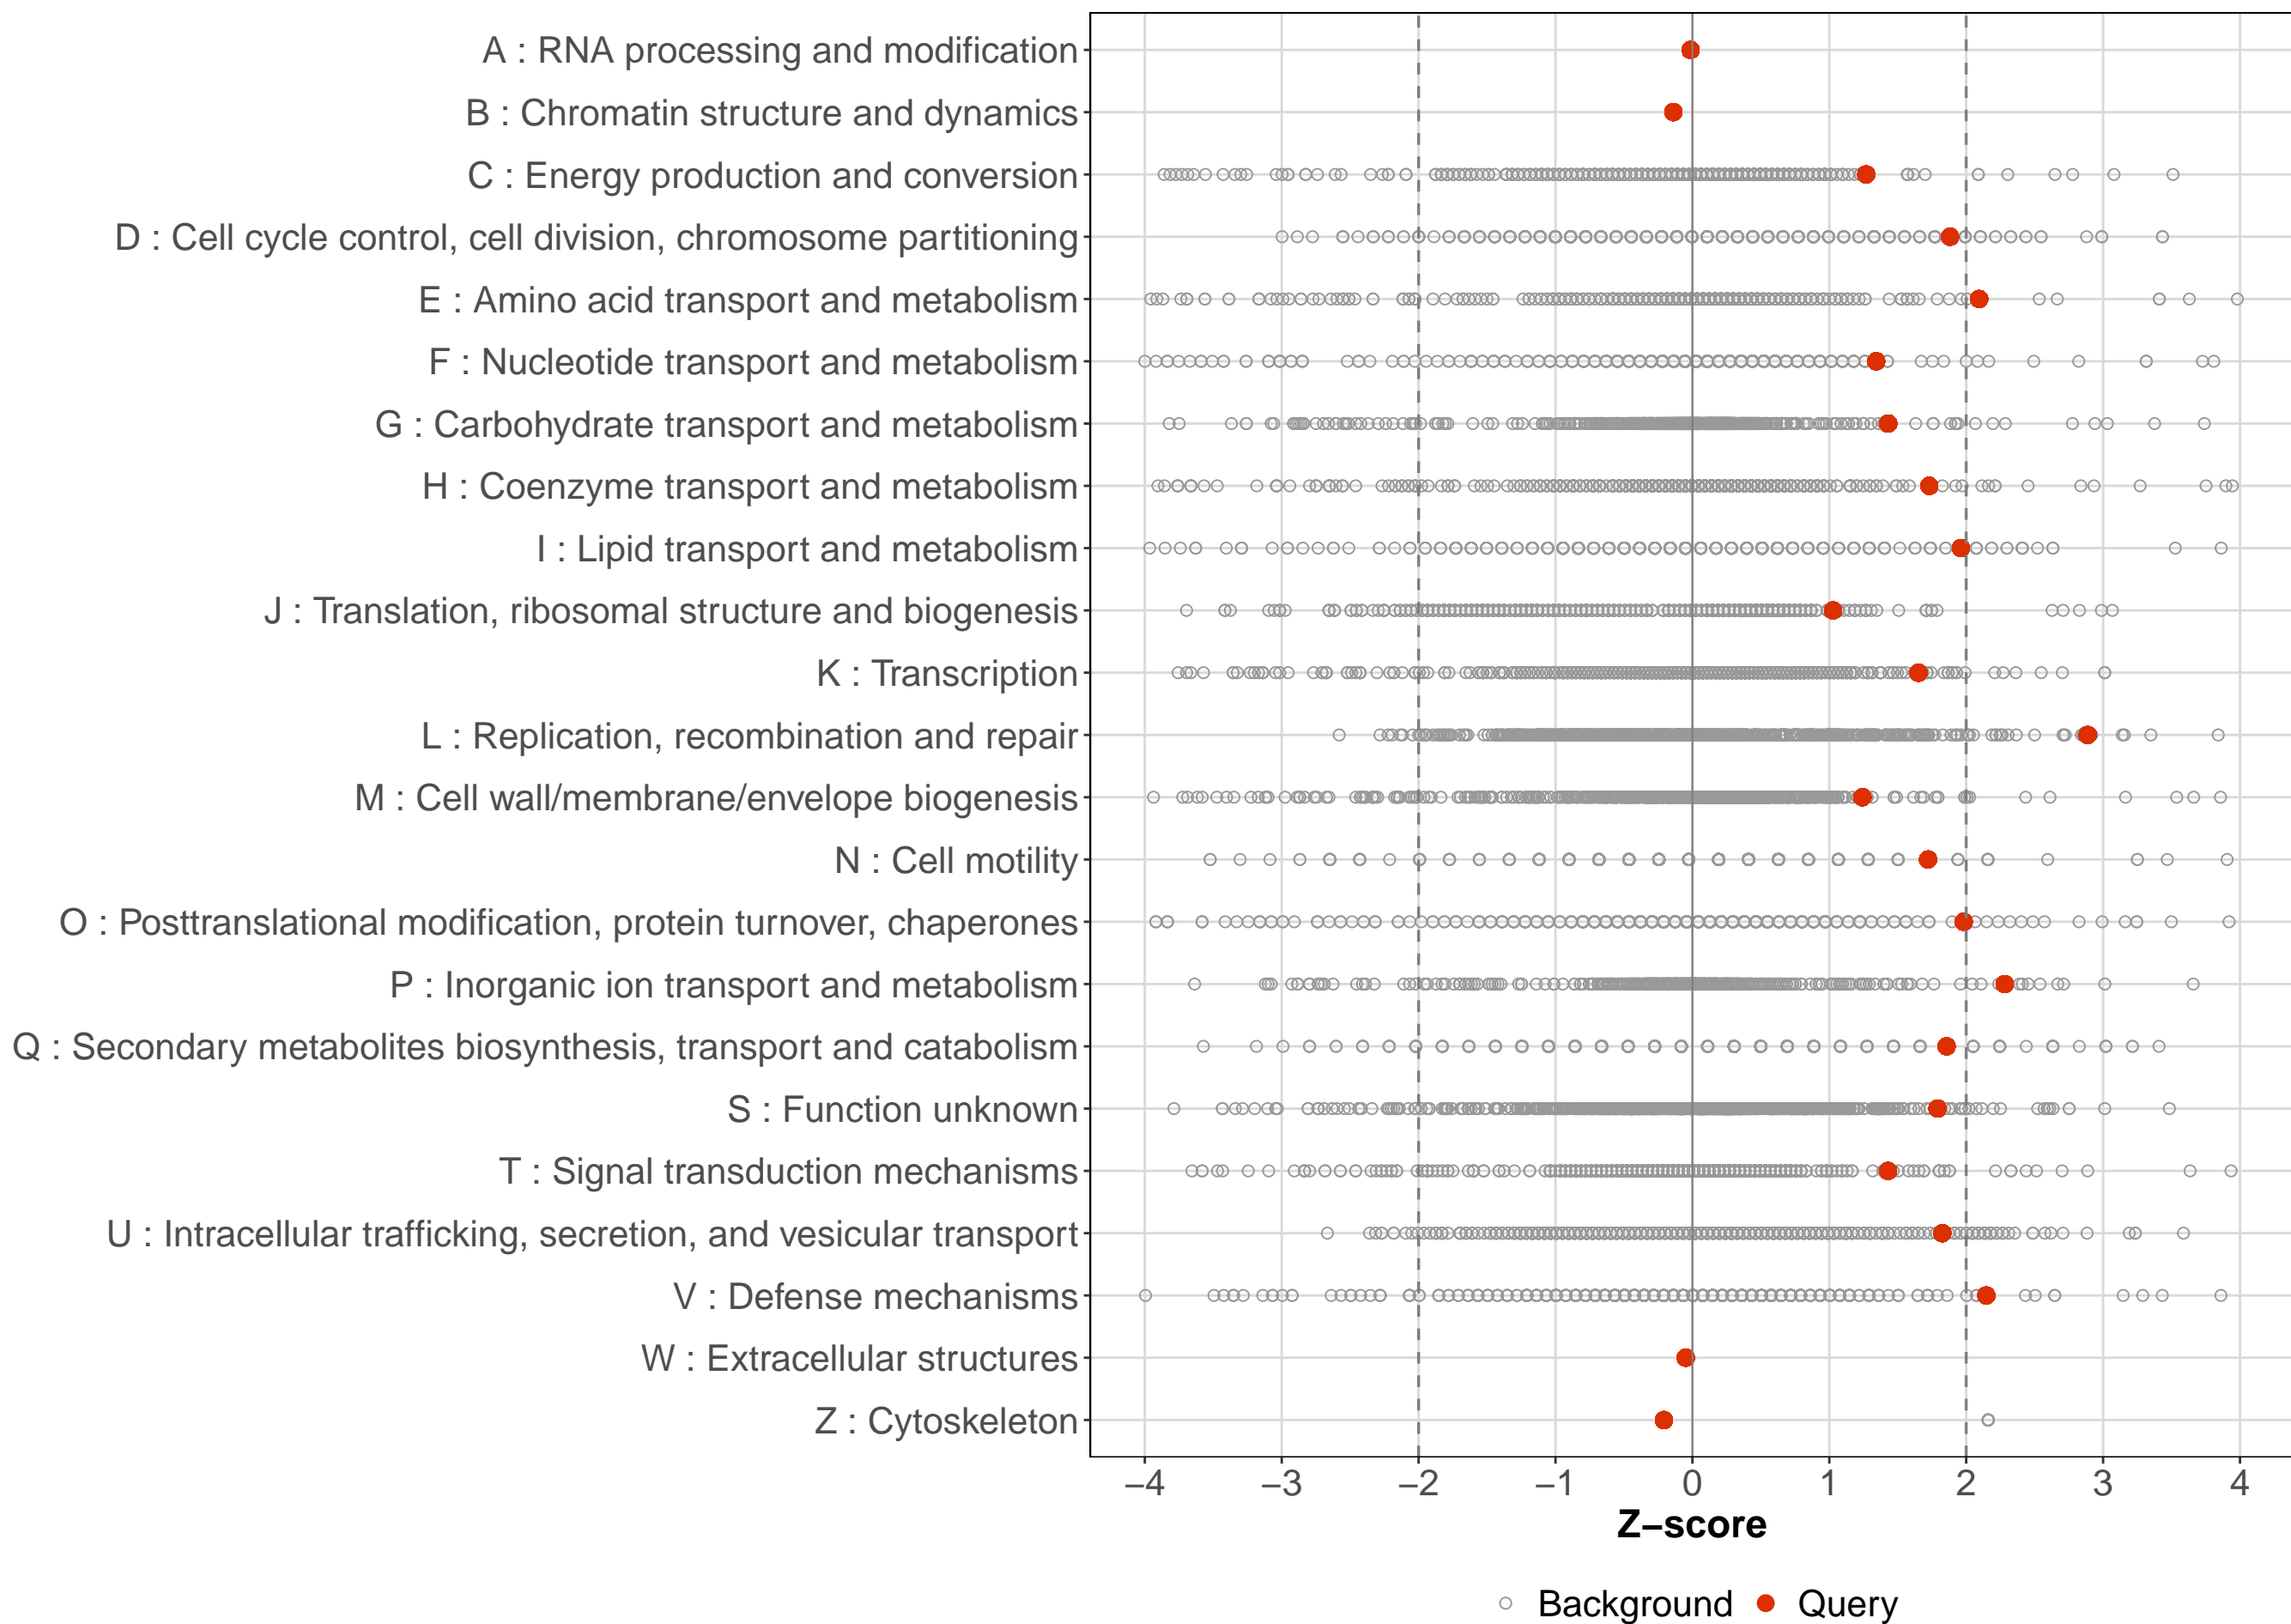 A : RNA processing and modification
B : Chromatin structure and dynamics
C : Energy production and conversion
D : Cell cycle control, cell division, chromosome partitioning
E : Amino acid transport and metabolism
F : Nucleotide transport and metabolism
G : Carbohydrate transport and metabolism
H : Coenzyme transport and metabolism
I : Lipid transport and metabolism
J : Translation, ribosomal structure and biogenesis
K : Transcription
L : Replication, recombination and repair
M : Cell wall/membrane/envelope biogenesis
N : Cell motility
O : Posttranslational modification, protein turnover, chaperones
P : Inorganic ion transport and metabolism
Q : Secondary metabolites biosynthesis, transport and catabolism
S : Function unknown
T : Signal transduction mechanisms
U : Intracellular trafficking, secretion, and vesicular transport
V : Defense mechanisms
W : Extracellular structures
Z : Cytoskeleton
−4 −3 −2 −1 0 1 2 3 4
Z−score
Background Query